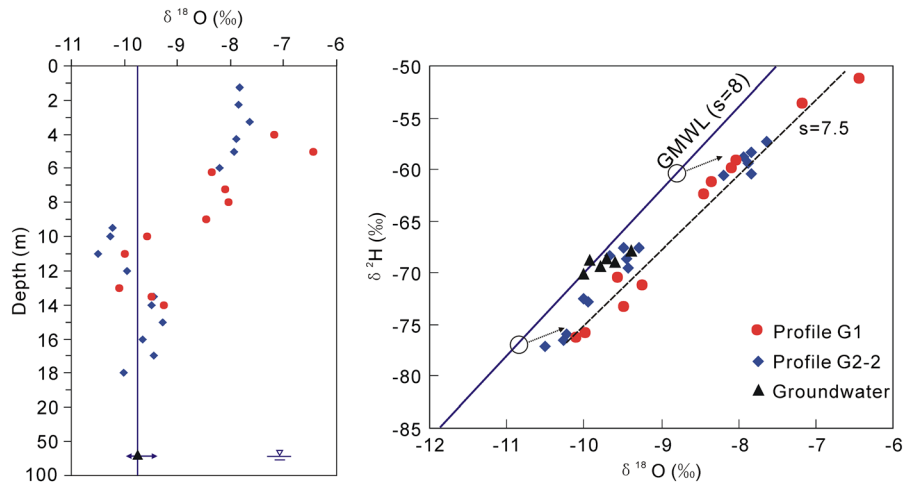 δ 18 O (‰)
-11 -10 -9 -8 -7 -6
0
2
4
6
8
10
12
14
16
18
20
50
100
Depth (m)
-50
-55
-60
-65
-70
-75
-80
-85
δ 2H (‰)
GMWL (s=8)
s=7.5
Profile G1
Profile G2-2
Groundwater
-12 -11 -10 -9 -8 -7 -6
δ 18 O (‰)